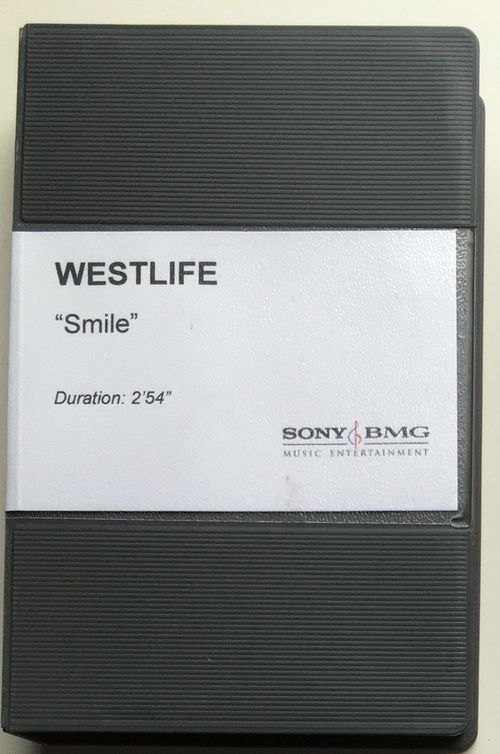 WESTLIFE
“Smile”
Duration: 2’54”
SONY BMG
MUSIC ENTERTAINMENT